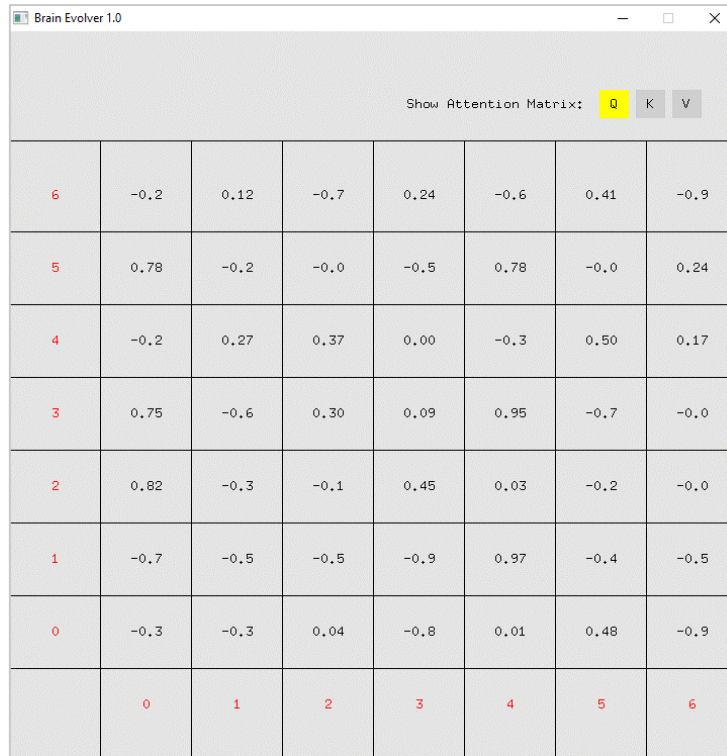 Brain Evolver 1.0
Show Attention Matrix: Q K V
6 -0.2 0.12 -0.7 0.24 -0.6 0.41 -0.9
5 0.78 -0.2 -0.0 -0.5 0.78 -0.0 0.24
4 -0.2 0.27 0.37 0.00 -0.3 0.50 0.17
3 0.75 -0.6 0.30 0.09 0.95 -0.7 -0.0
2 0.82 -0.3 -0.1 0.45 0.03 -0.2 -0.0
1 -0.7 -0.5 -0.5 -0.9 0.97 -0.4 -0.5
0 -0.3 -0.3 0.04 -0.8 0.01 0.48 -0.9
0 1 2 3 4 5 6